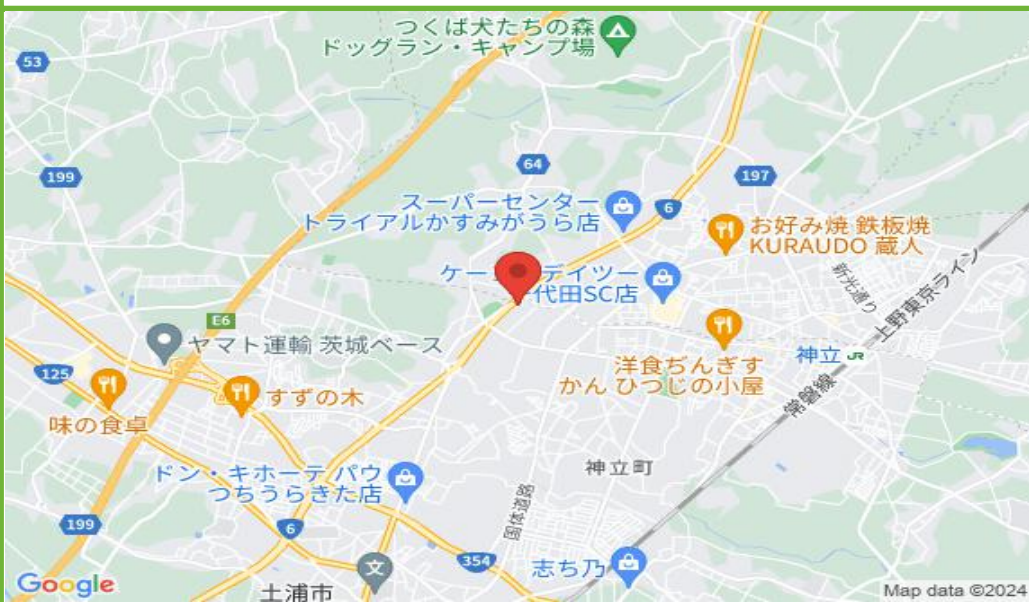 つくば犬たちの森
ドッグラン・キャンプ場
53
199
64
197
スーパーセンター
トライアルかすみがうら店
6
お好み焼 鉄板焼
KURAUDO 蔵人
新光通り
上野東京ライン
ケー
デイツー
代田SC店
E6
ヤマト運輸 茨城ベース
125
洋食ぢんぎす
かん ひつじの小屋
神立 JR
常磐線
すずの木
味の食卓
ドン・キホーテ パウ
つちうらきた店
神立町
国体道路
199
6
354
志ち乃
文
土浦市
Google
Map data ©2024